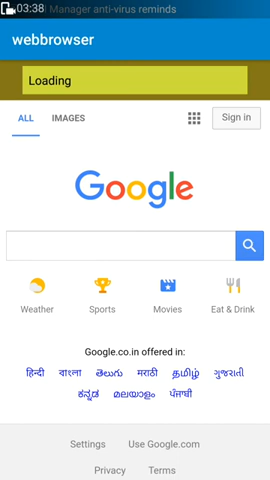 03:38 Manager anti-virus reminds
webbrowser
Loading
ALL IMAGES Sign in
Google
Weather Sports Movies Eat & Drink
Google.co.in offered in:
हिन्दी বাংলা తెలుగు मराठी தமிழ் ગુજરાતી
ಕನ್ನಡ മലയാളം ਪੰਜਾਬੀ
Settings Use Google.com
Privacy Terms